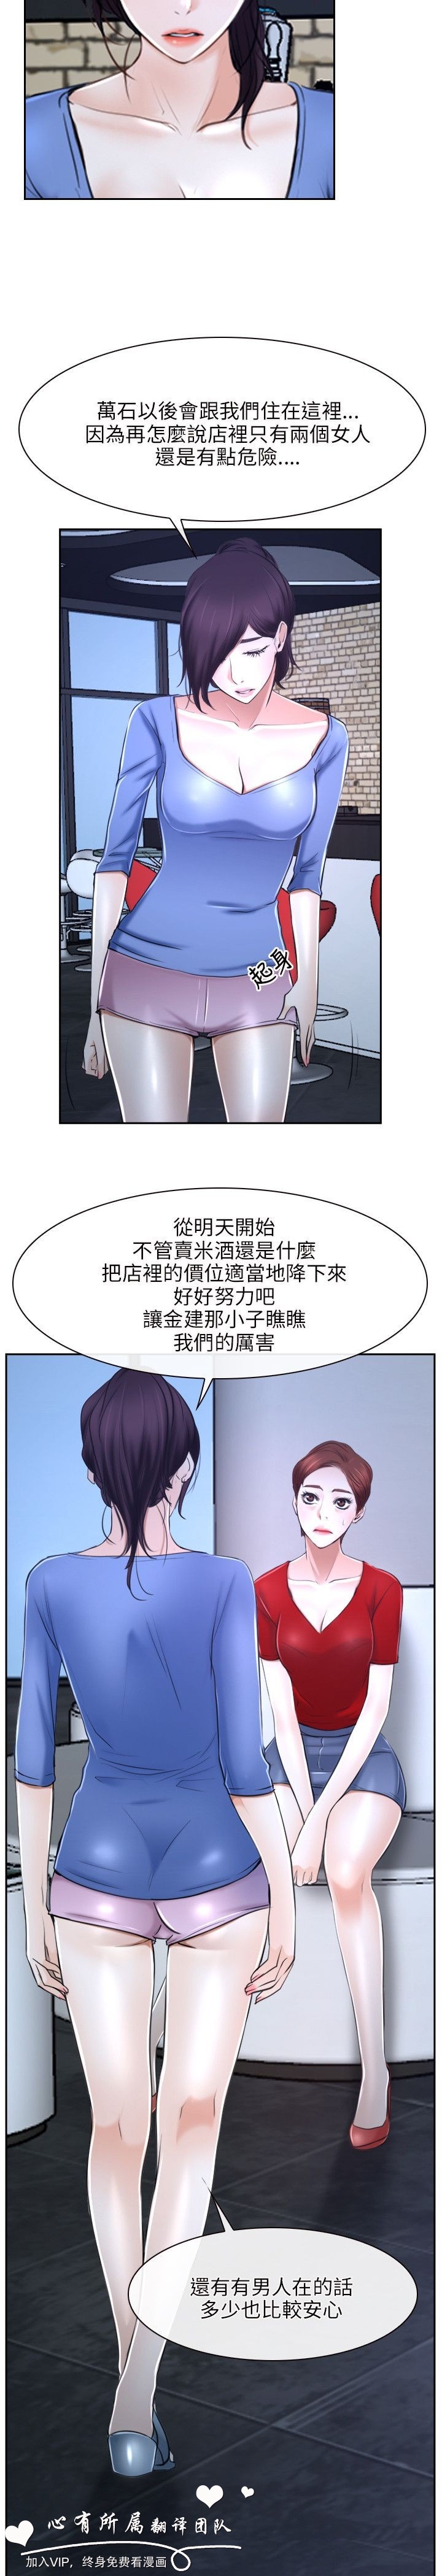 萬石以後會跟我們住在這裡...
因為再怎麼說店裡只有兩個女人
還是有點危險....
起身
從明天開始
不管賣米酒還是什麼
把店裡的價位適當地降下來
好好努力吧
讓金建那小子瞧瞧
我們的厲害
還有有男人在的話
多少也比較安心
心有所属翻译团队
加入VIP，终身免费看漫画